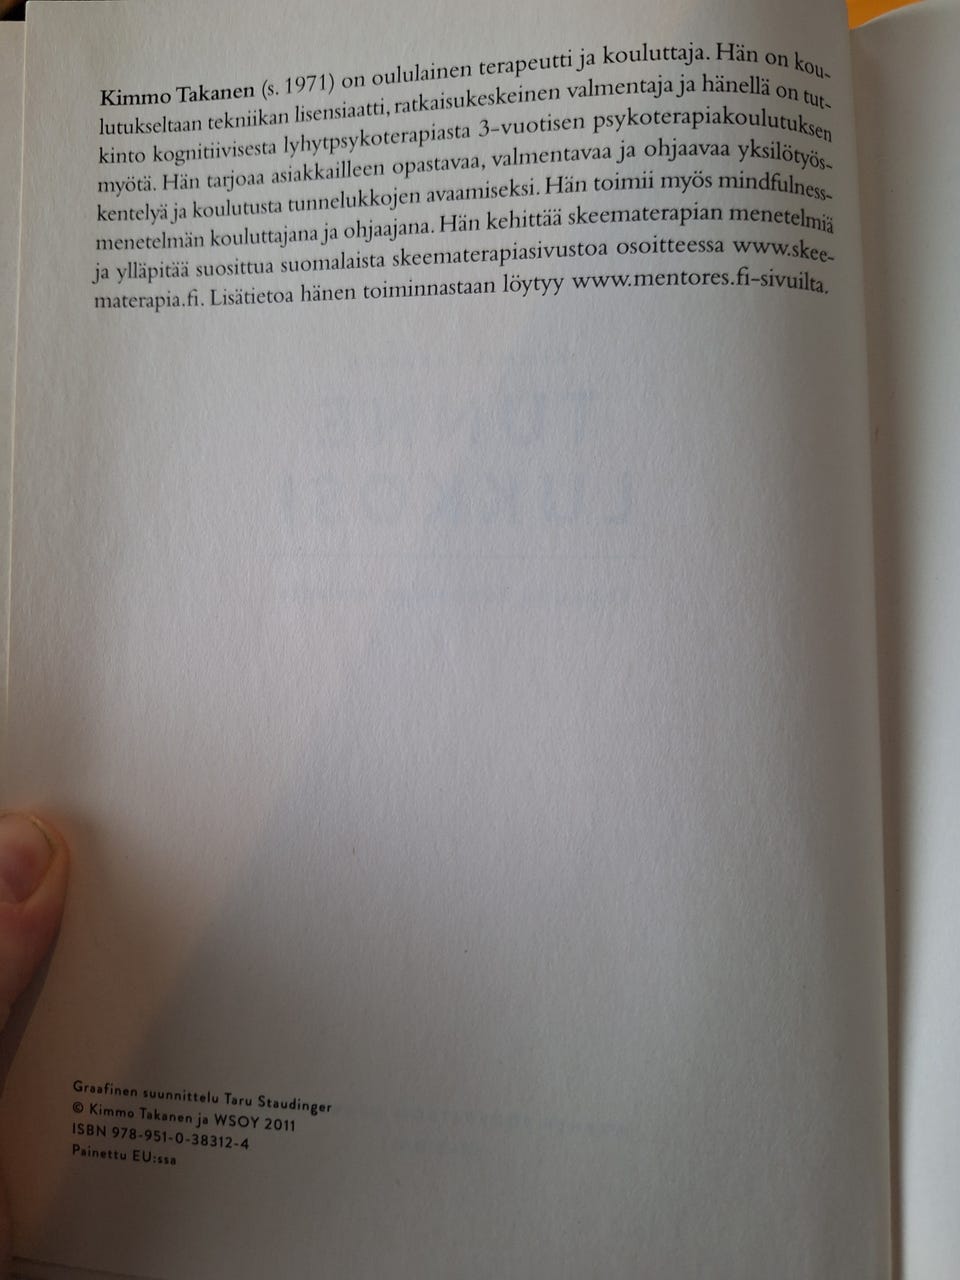 Kimmo Takanen (s. 1971) on oululainen terapeutti ja kouluttaja. Hän on kou-
lutukseltaan tekniikan lisensiaatti, ratkaisukeskeinen valmentaja ja hänellä on tut-
kinto kognitiivisesta lyhytpsykoterapiasta 3-vuotisen psykoterapiakoulutuksen
myötä. Hän tarjoaa asiakkailleen opastavaa, valmentavaa ja ohjaavaa yksilötyös-
kentelyä ja koulutusta tunnelukkojen avaamiseksi. Hän toimii myös mindfulness-
menetelmän kouluttajana ja ohjaajana. Hän kehittää skeematerapian menetelmiä
ja ylläpitää suosittua suomalaista skeematerapiasivustoa osoitteessa www.skee-
materapia.fi. Lisätietoa hänen toiminnastaan löytyy www.mentores.fi-sivuilta.
TUNNE
LUKKOSI
Graafinen suunnittelu Taru Staudinger
© Kimmo Takanen ja WSOY 2011
ISBN 978-951-0-38312-4
Painettu EU:ssa